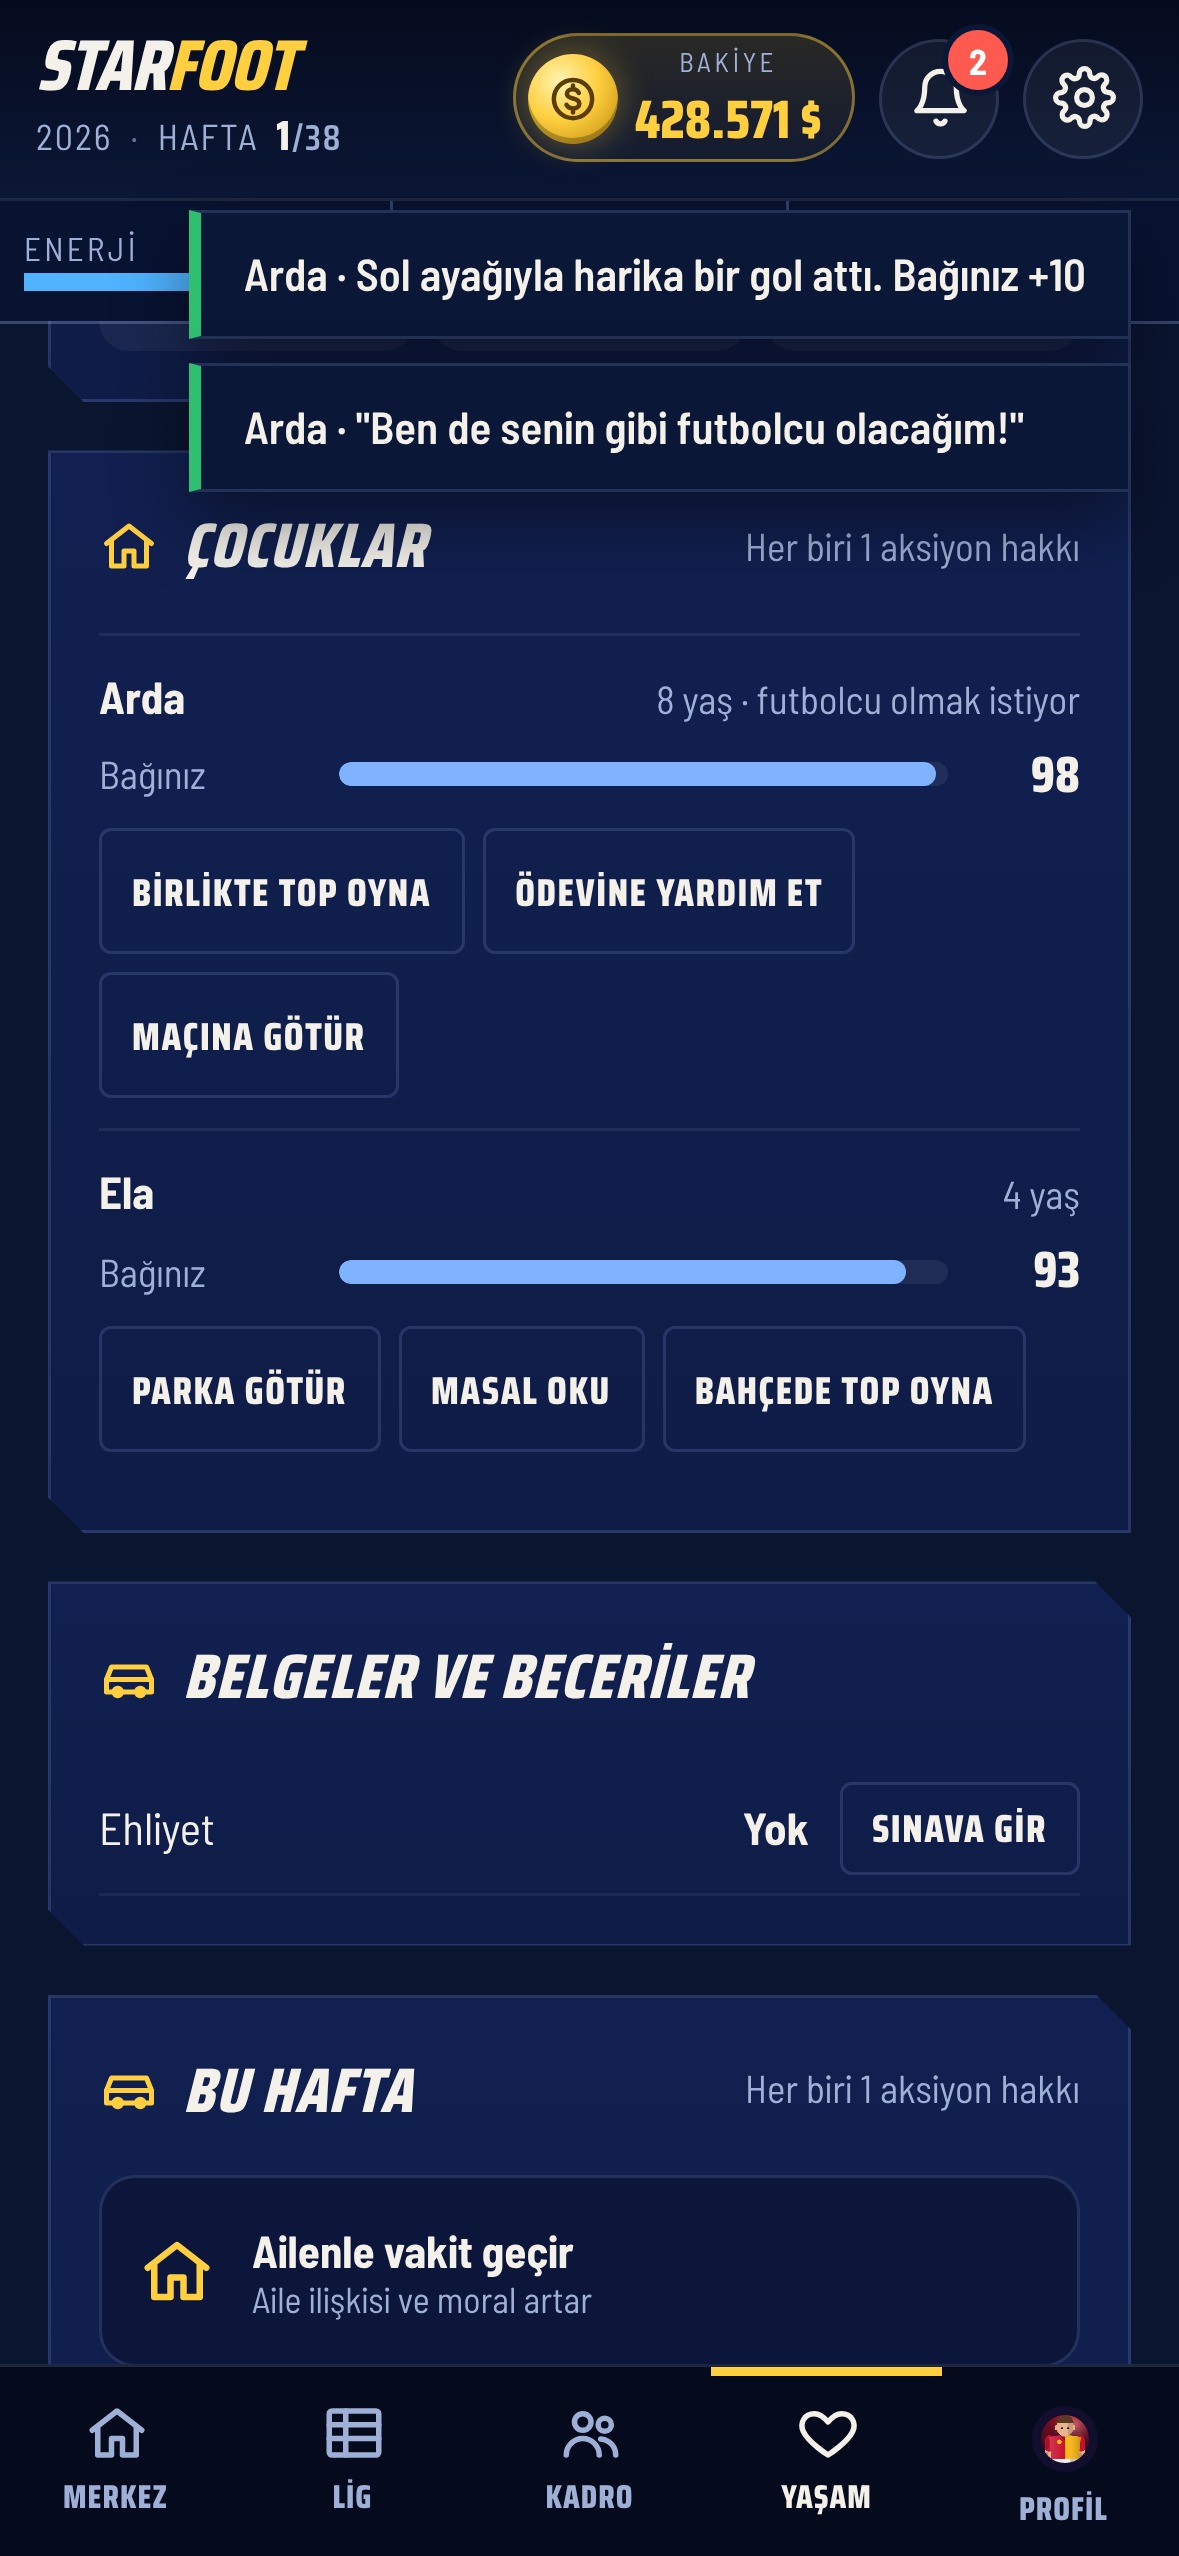 STARFOOT
2026 · HAFTA 1/38
BAKİYE
428.571 $
2
ENERJİ
Arda · Sol ayağıyla harika bir gol attı. Bağınız +10
Arda · "Ben de senin gibi futbolcu olacağım!"
ÇOCUKLAR
Her biri 1 aksiyon hakkı
Arda
8 yaş · futbolcu olmak istiyor
Bağınız
98
BİRLİKTE TOP OYNA
ÖDEVİNE YARDIM ET
MAÇINA GÖTÜR
Ela
4 yaş
Bağınız
93
PARKA GÖTÜR
MASAL OKU
BAHÇEDE TOP OYNA
BELGELER VE BECERİLER
Ehliyet
Yok
SINAVA GİR
BU HAFTA
Her biri 1 aksiyon hakkı
Ailenle vakit geçir
Aile ilişkisi ve moral artar
MERKEZ
LİG
KADRO
YAŞAM
PROFİL